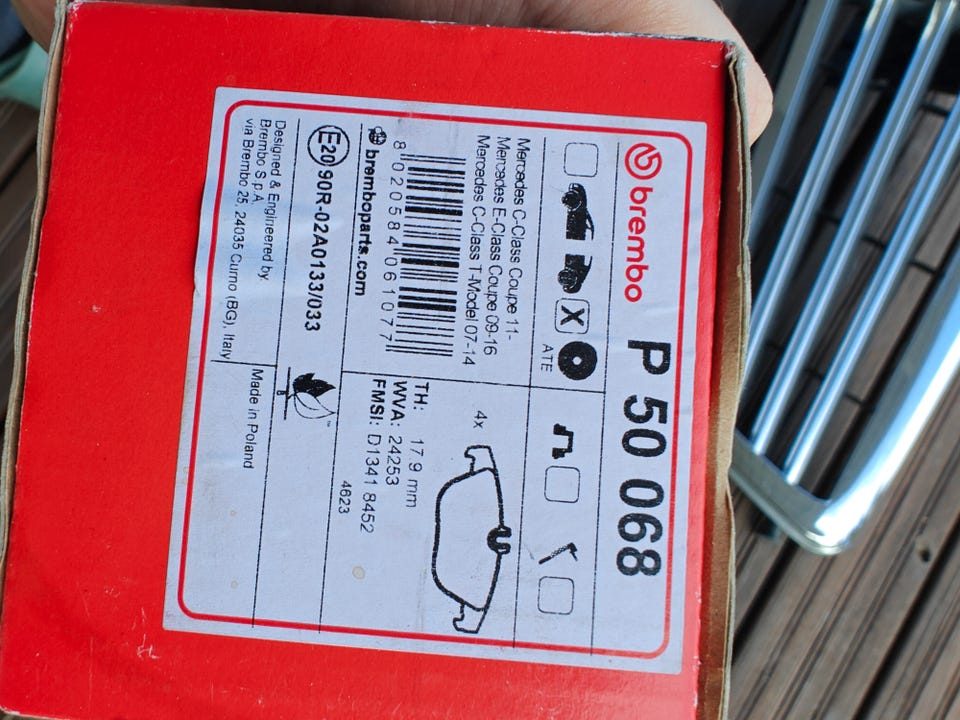 brembo P 50 068
X
ATE
Mercedes C-Class Coupe 11-
Mercedes E-Class Coupe 09-16
Mercedes C-Class T-Model 07-14
8 020584 061077
bremboparts.com
4x
TH: 17.9 mm
WVA: 24253
FMSI: D1341 8452
4623
E20 90R-02A0133/033
B
TM
Designed & Engineered by:
Brembo S.p.A.
via Brembo 25, 24035 Curno (BG), Italy
Made in Poland